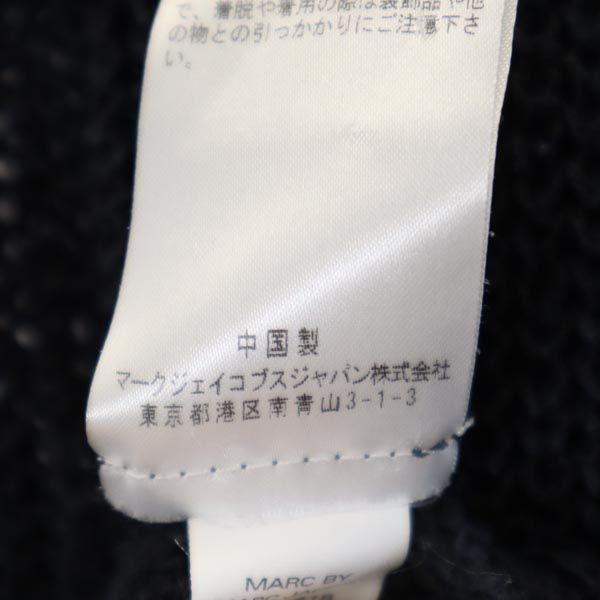 で、着脱や着用の際は装飾品や他
の物との引っかかりにご注意下さ
い。
中国製
マークジェイコブスジャパン株式会社
東京都港区南青山3-1-3
MARC BY